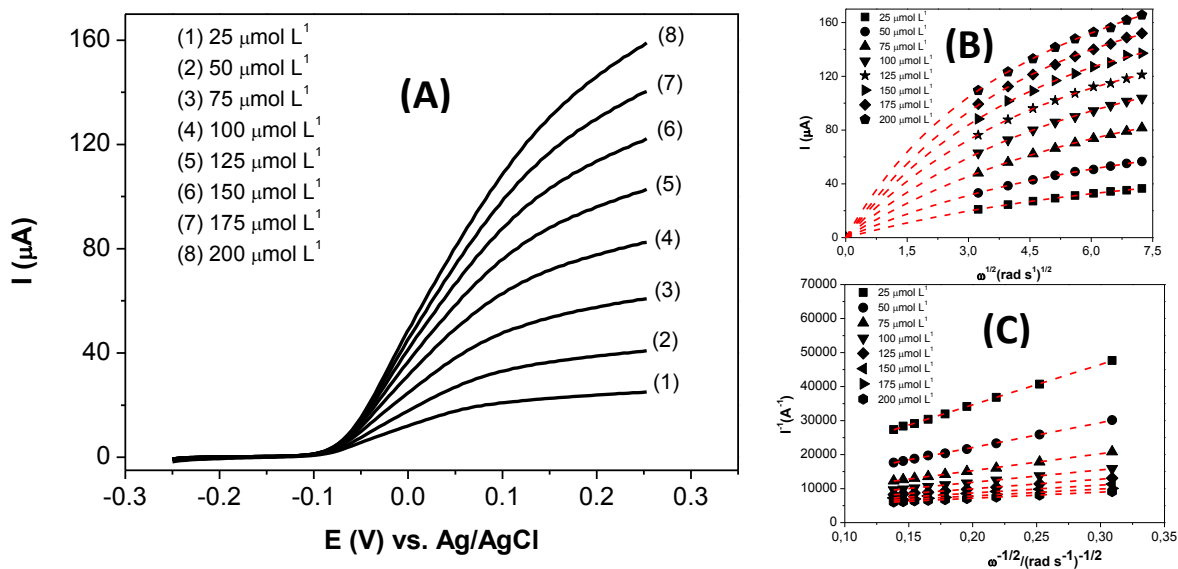 160
120
80
40
0
I (μA)
(1) 25 μmol L¹
(2) 50 μmol L¹
(3) 75 μmol L¹
(4) 100 μmol L¹
(5) 125 μmol L¹
(6) 150 μmol L¹
(7) 175 μmol L¹
(8) 200 μmol L¹
(A)
(8)
(7)
(6)
(5)
(4)
(3)
(2)
(1)
-0.3 -0.2 -0.1 0.0 0.1 0.2 0.3
E (V) vs. Ag/AgCl
(B)
160
120
80
40
0
I (μA)
25 μmol L¹
50 μmol L¹
75 μmol L¹
100 μmol L¹
125 μmol L¹
150 μmol L¹
175 μmol L¹
200 μmol L¹
0,0 1,5 3,0 4,5 6,0 7,5
ω¹/²(rad s¹)¹/²
(C)
70000
60000
50000
40000
30000
20000
10000
0
I⁻¹(A⁻¹)
25 μmol L¹
50 μmol L¹
75 μmol L¹
100 μmol L¹
125 μmol L¹
150 μmol L¹
175 μmol L¹
200 μmol L¹
0,10 0,15 0,20 0,25 0,30 0,35
ω⁻¹/²/(rad s⁻¹)⁻¹/²